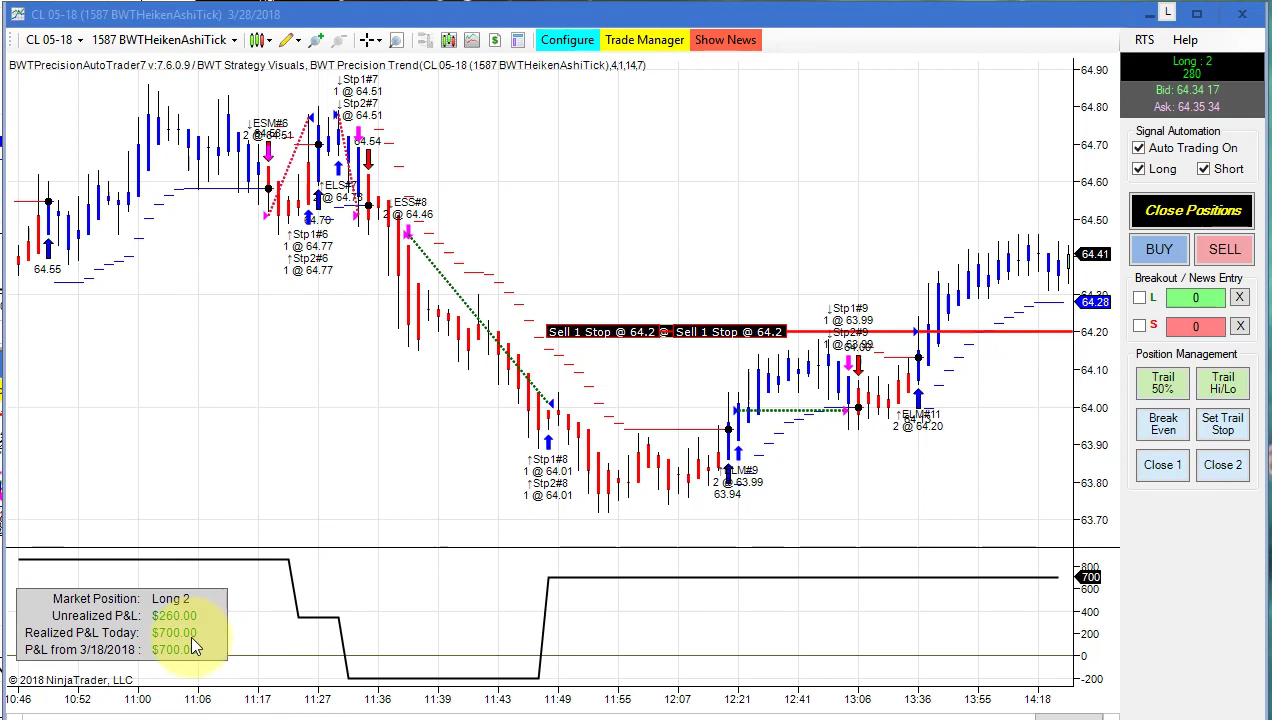 CL 05-18 (1587 BWTHeikenAshiTick) 3/28/2018
L
CL 05-18 1587 BWTHeikenAshiTick $ Configure Trade Manager Show News
RTS Help
BWTPrecisionAutoTrader7 v:7.6.0.9 / BWT Strategy Visuals, BWT Precision Trend(CL 05-18 (1587 BWTHeikenAshiTick),4,1,14,7)
Long : 2
280
Bid: 64.34 17
Ask: 64.35 34
Signal Automation
Auto Trading On
Long Short
Close Positions
BUY SELL
Breakout / News Entry
L 0 X
S 0 X
Position Management
Trail 50%
Trail Hi/Lo
Break Even
Set Trail Stop
Close 1 Close 2
↓Stp1#7
1 @ 64.51
↓Stp2#7
1 @ 64.51
↓ESM#6
64.54
↑Stp1#6
1 @ 64.77
↑Stp2#6
1 @ 64.77
↑ELS#7
64.55
↓ESS#8
2 @ 64.46
Sell 1 Stop @ 64.2
Sell 1 Stop @ 64.2
↓Stp1#9
1 @ 63.99
↓Stp2#9
↑Stp1#8
1 @ 64.01
↑Stp2#8
1 @ 64.01
↑ELM#9
2 @ 63.99
63.94
↑ELM#11
2 @ 64.20
64.90
64.80
64.70
64.60
64.50
64.41
64.30
64.28
64.20
64.10
64.00
63.90
63.80
63.70
800
700
600
400
200
0
-200
Market Position: Long 2
Unrealized P&L: $260.00
Realized P&L Today: $700.00
P&L from 3/18/2018 : $700.00
© 2018 NinjaTrader, LLC
10:46 10:52 11:00 11:06 11:17 11:27 11:36 11:39 11:43 11:49 11:55 12:07 12:21 12:41 13:06 13:36 13:55 14:18